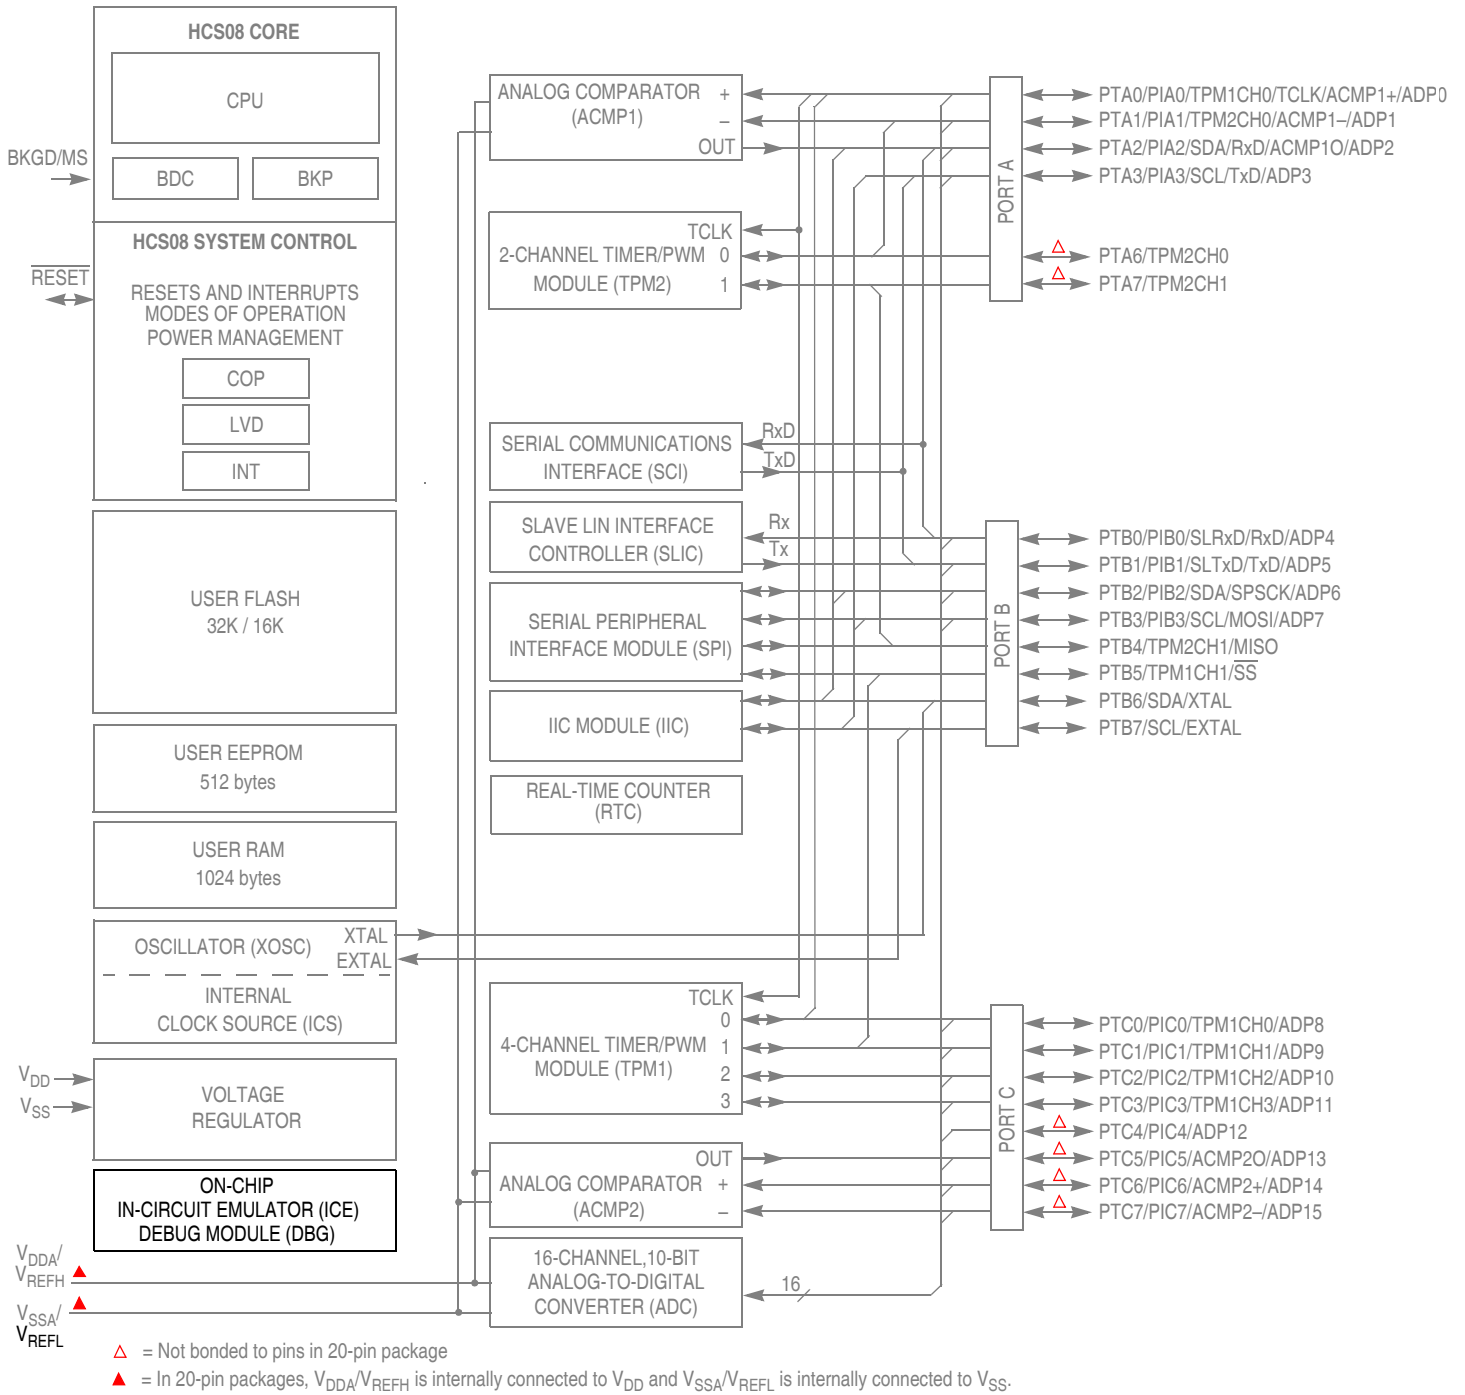 HCS08 CORE
CPU
BDC
BKP
BKGD/MS
HCS08 SYSTEM CONTROL
RESET
RESETS AND INTERRUPTS
MODES OF OPERATION
POWER MANAGEMENT
COP
LVD
INT
USER FLASH
32K / 16K
USER EEPROM
512 bytes
USER RAM
1024 bytes
OSCILLATOR (XOSC)
XTAL
EXTAL
INTERNAL
CLOCK SOURCE (ICS)
VDD
VSS
VOLTAGE
REGULATOR
ON-CHIP
IN-CIRCUIT EMULATOR (ICE)
DEBUG MODULE (DBG)
VDDA/
VREFH
VSSA/
VREFL
ANALOG COMPARATOR
(ACMP1)
+
–
OUT
TCLK
2-CHANNEL TIMER/PWM
MODULE (TPM2)
0
1
SERIAL COMMUNICATIONS
INTERFACE (SCI)
RxD
TxD
SLAVE LIN INTERFACE
CONTROLLER (SLIC)
Rx
Tx
SERIAL PERIPHERAL
INTERFACE MODULE (SPI)
IIC MODULE (IIC)
REAL-TIME COUNTER
(RTC)
TCLK
0
4-CHANNEL TIMER/PWM
MODULE (TPM1)
1
2
3
OUT
ANALOG COMPARATOR
(ACMP2)
+
–
16-CHANNEL,10-BIT
ANALOG-TO-DIGITAL
CONVERTER (ADC)
16
PORT A
PTA0/PIA0/TPM1CH0/TCLK/ACMP1+/ADP0
PTA1/PIA1/TPM2CH0/ACMP1–/ADP1
PTA2/PIA2/SDA/RxD/ACMP1O/ADP2
PTA3/PIA3/SCL/TxD/ADP3
PTA6/TPM2CH0
PTA7/TPM2CH1
PORT B
PTB0/PIB0/SLRxD/RxD/ADP4
PTB1/PIB1/SLTxD/TxD/ADP5
PTB2/PIB2/SDA/SPSCK/ADP6
PTB3/PIB3/SCL/MOSI/ADP7
PTB4/TPM2CH1/MISO
PTB5/TPM1CH1/SS
PTB6/SDA/XTAL
PTB7/SCL/EXTAL
PORT C
PTC0/PIC0/TPM1CH0/ADP8
PTC1/PIC1/TPM1CH1/ADP9
PTC2/PIC2/TPM1CH2/ADP10
PTC3/PIC3/TPM1CH3/ADP11
PTC4/PIC4/ADP12
PTC5/PIC5/ACMP2O/ADP13
PTC6/PIC6/ACMP2+/ADP14
PTC7/PIC7/ACMP2–/ADP15
△ = Not bonded to pins in 20-pin package
▲ = In 20-pin packages, VDDA/VREFH is internally connected to VDD and VSSA/VREFL is internally connected to VSS.